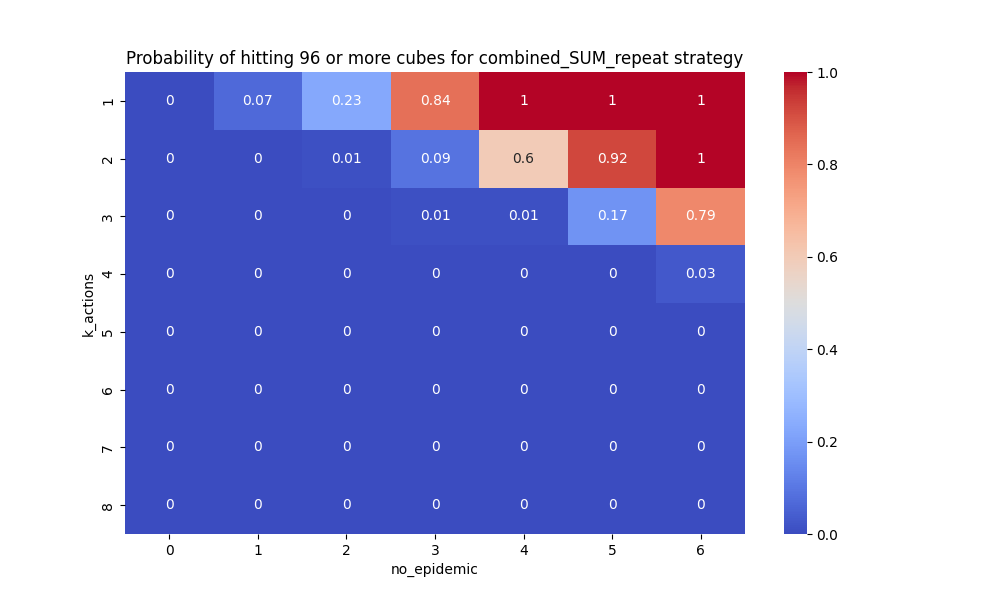 Probability of hitting 96 or more cubes for combined_SUM_repeat strategy
1 0 0.07 0.23 0.84 1 1 1
2 0 0 0.01 0.09 0.6 0.92 1
3 0 0 0 0.01 0.01 0.17 0.79
4 0 0 0 0 0 0 0.03
5 0 0 0 0 0 0 0
6 0 0 0 0 0 0 0
7 0 0 0 0 0 0 0
8 0 0 0 0 0 0 0
0 1 2 3 4 5 6
no_epidemic
k_actions
1.0
0.8
0.6
0.4
0.2
0.0